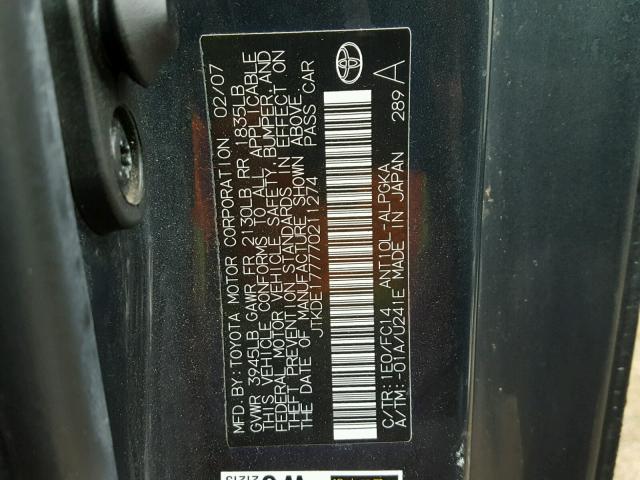 MFD. BY: TOYOTA MOTOR CORPORATION 02/07
GVWR 3945LB GAWR FR 2130LB RR 1835LB
THIS VEHICLE CONFORMS TO ALL APPLICABLE
FEDERAL MOTOR VEHICLE SAFETY, BUMPER, AND
THEFT PREVENTION STANDARDS IN EFFECT ON
THE DATE OF MANUFACTURE SHOWN ABOVE.
JTKDE177770211274 PASS CAR
C/TR: 1E0/FC14 ANT10L-ALPGKA 289 A
A/TM: -01A/U241E MADE IN JAPAN